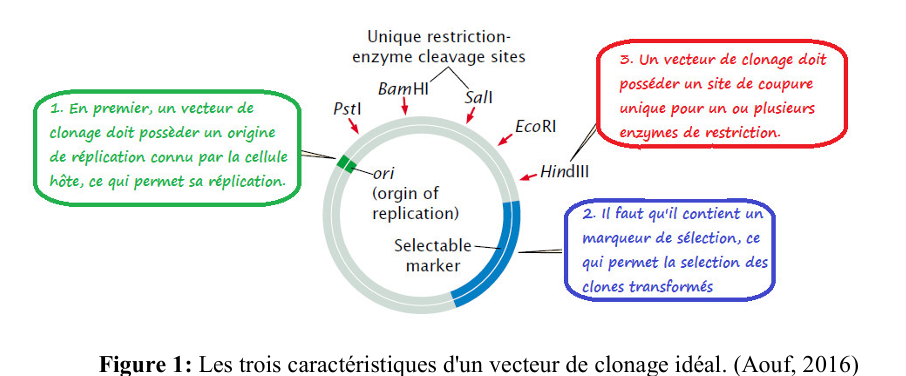 Unique restriction-
enzyme cleavage sites
PstI
BamHI
SalI
EcoRI
HindIII
1. En premier, un vecteur de
clonage doit possèder un origine
de réplication connu par la cellule
hôte, ce qui permet sa réplication.
3. Un vecteur de clonage doit
posséder un site de coupure
unique pour un ou plusieurs
enzymes de restriction.
ori
(orgin of
replication)
Selectable
marker
2. Il faut qu'il contient un
marqueur de sélection, ce
qui permet la selection des
clones transformés
Figure 1: Les trois caractéristiques d'un vecteur de clonage idéal. (Aouf, 2016)